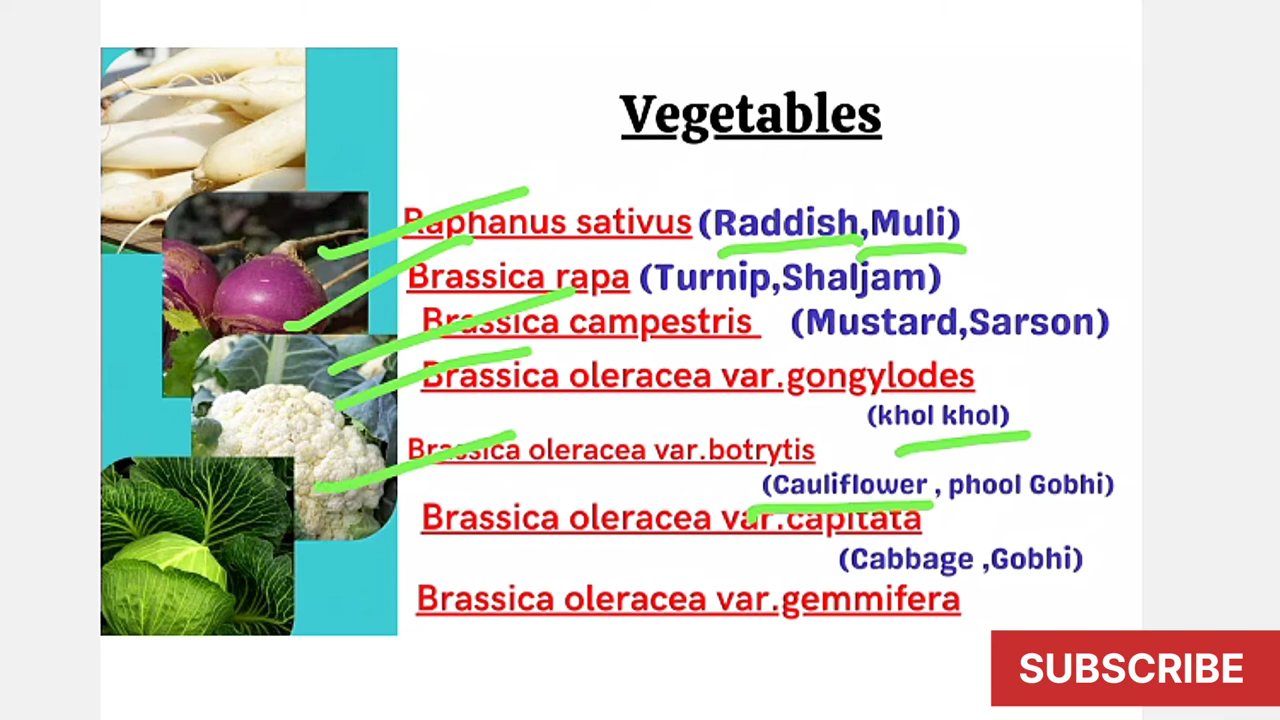 Vegetables
Raphanus sativus (Raddish,Muli)
Brassica rapa (Turnip,Shaljam)
Brassica campestris (Mustard,Sarson)
Brassica oleracea var.gongylodes
(khol khol)
Brassica oleracea var.botrytis
(Cauliflower , phool Gobhi)
Brassica oleracea var.capitata
(Cabbage ,Gobhi)
Brassica oleracea var.gemmifera
SUBSCRIBE